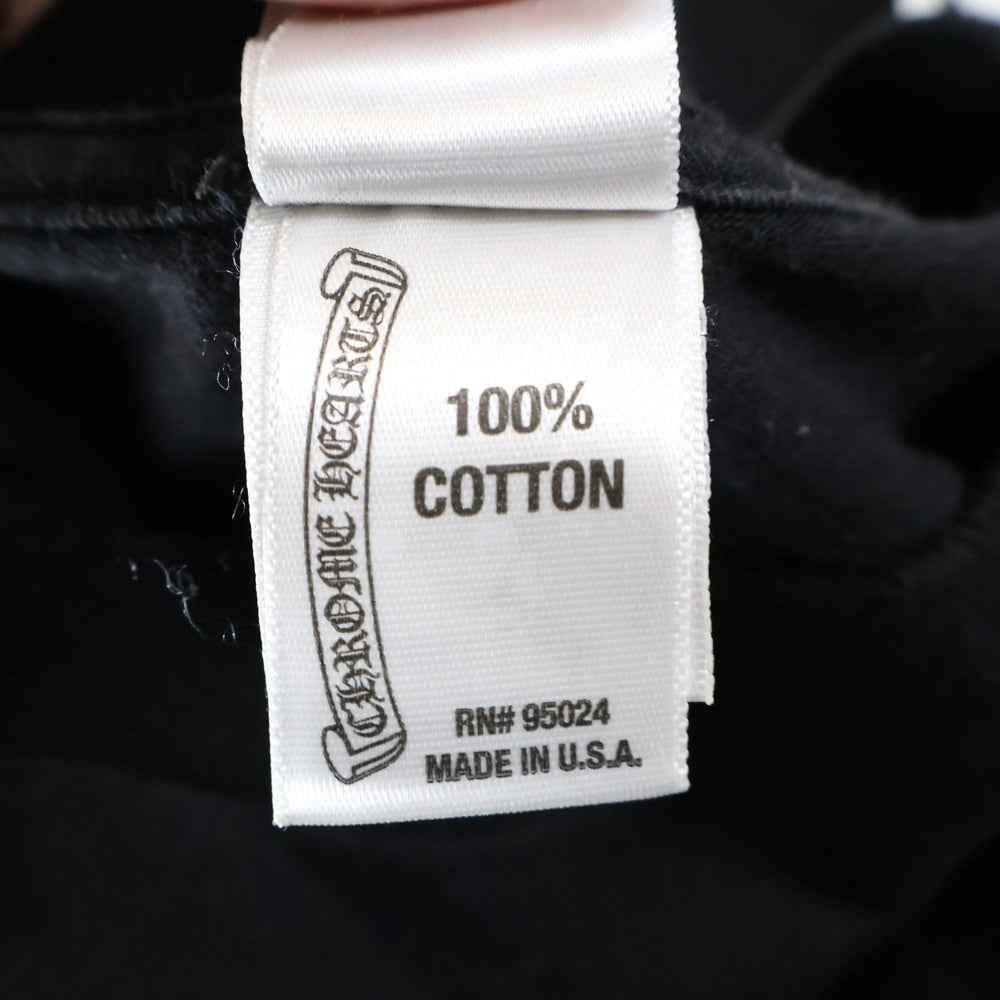 CHROME HEARTS
100%
COTTON
RN# 95024
MADE IN U.S.A.